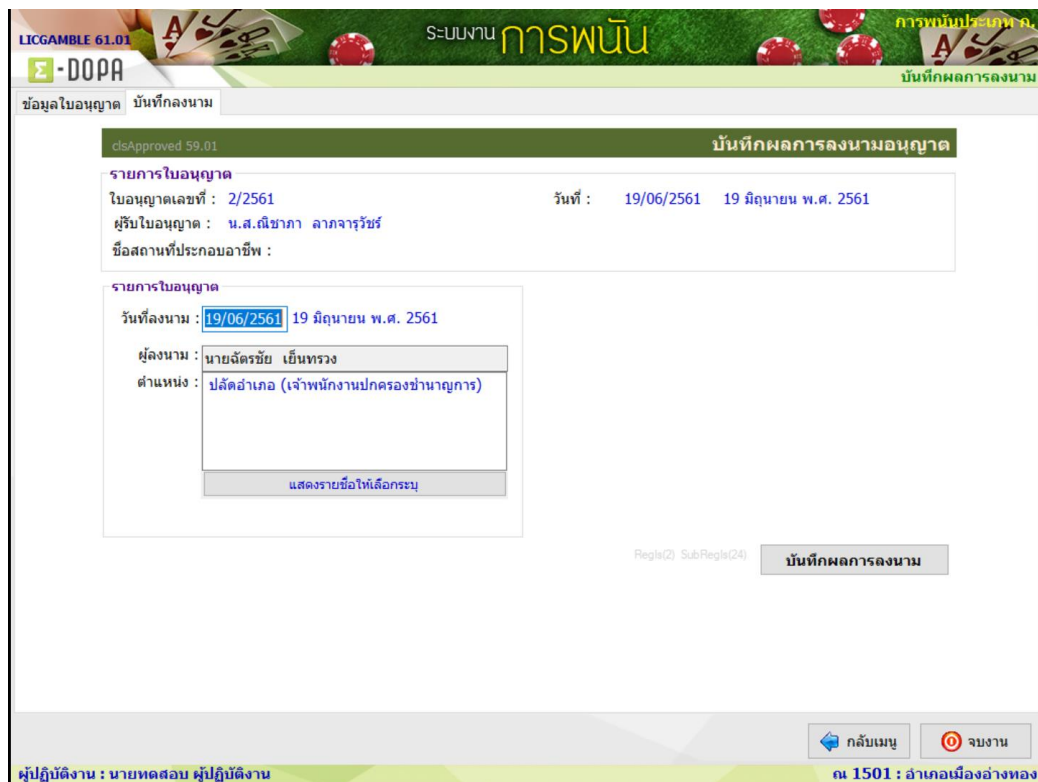 LICGAMBLE 61.01
ระบบงาน การพนัน
การพนันประเภท ก.
Σ-DOPA
บันทึกผลการลงนาม
ข้อมูลใบอนุญาต บันทึกลงนาม
clsApproved 59.01 บันทึกผลการลงนามอนุญาต
รายการใบอนุญาต
ใบอนุญาตเลขที่ : 2/2561 วันที่ : 19/06/2561 19 มิถุนายน พ.ศ. 2561
ผู้รับใบอนุญาต : น.ส.ณิชาภา ลาภจารุวัชร์
ชื่อสถานที่ประกอบอาชีพ :
รายการใบอนุญาต
วันที่ลงนาม : 19/06/2561 19 มิถุนายน พ.ศ. 2561
ผู้ลงนาม : นายฉัตรชัย เย็นทรวง
ตำแหน่ง : ปลัดอำเภอ (เจ้าพนักงานปกครองชำนาญการ)
แสดงรายชื่อให้เลือกระบุ
Regis(2) SubRegis(24) บันทึกผลการลงนาม
กลับเมนู จบงาน
ผู้ปฏิบัติงาน : นายทดสอบ ผู้ปฏิบัติงาน ณ 1501 : อำเภอเมืองอ่างทอง